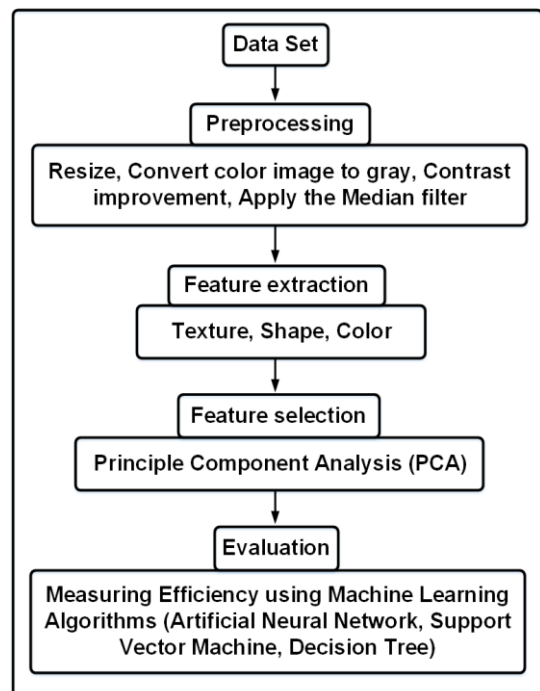 Data Set
Preprocessing
Resize, Convert color image to gray, Contrast
improvement, Apply the Median filter
Feature extraction
Texture, Shape, Color
Feature selection
Principle Component Analysis (PCA)
Evaluation
Measuring Efficiency using Machine Learning
Algorithms (Artificial Neural Network, Support
Vector Machine, Decision Tree)